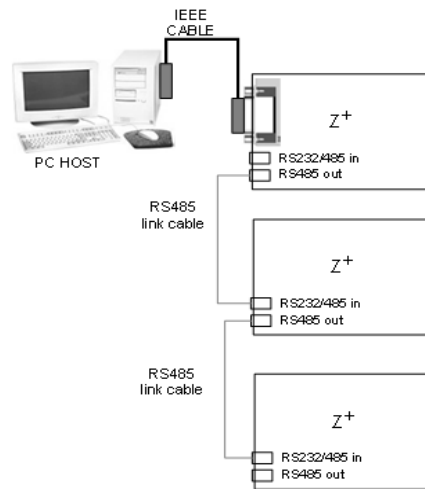 IEEE
CABLE
Z+
RS232/485 in
RS485 out
PC HOST
RS485
link cable
Z+
RS232/485 in
RS485 out
RS485
link cable
Z+
RS232/485 in
RS485 out